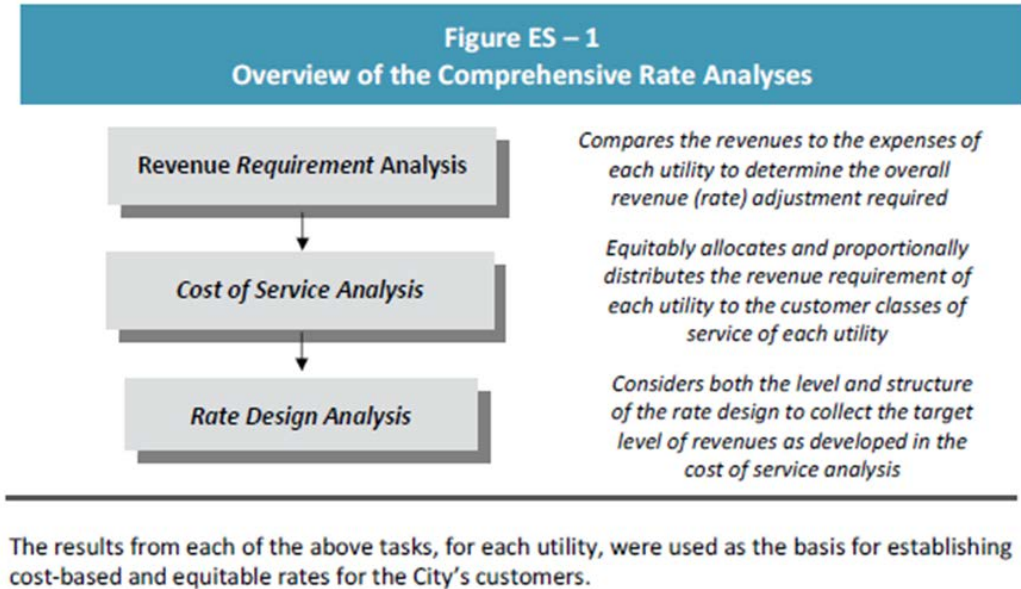 Figure ES – 1
Overview of the Comprehensive Rate Analyses
Revenue Requirement Analysis
Compares the revenues to the expenses of
each utility to determine the overall
revenue (rate) adjustment required
Cost of Service Analysis
Equitably allocates and proportionally
distributes the revenue requirement of
each utility to the customer classes of
service of each utility
Rate Design Analysis
Considers both the level and structure
of the rate design to collect the target
level of revenues as developed in the
cost of service analysis
The results from each of the above tasks, for each utility, were used as the basis for establishing
cost-based and equitable rates for the City's customers.